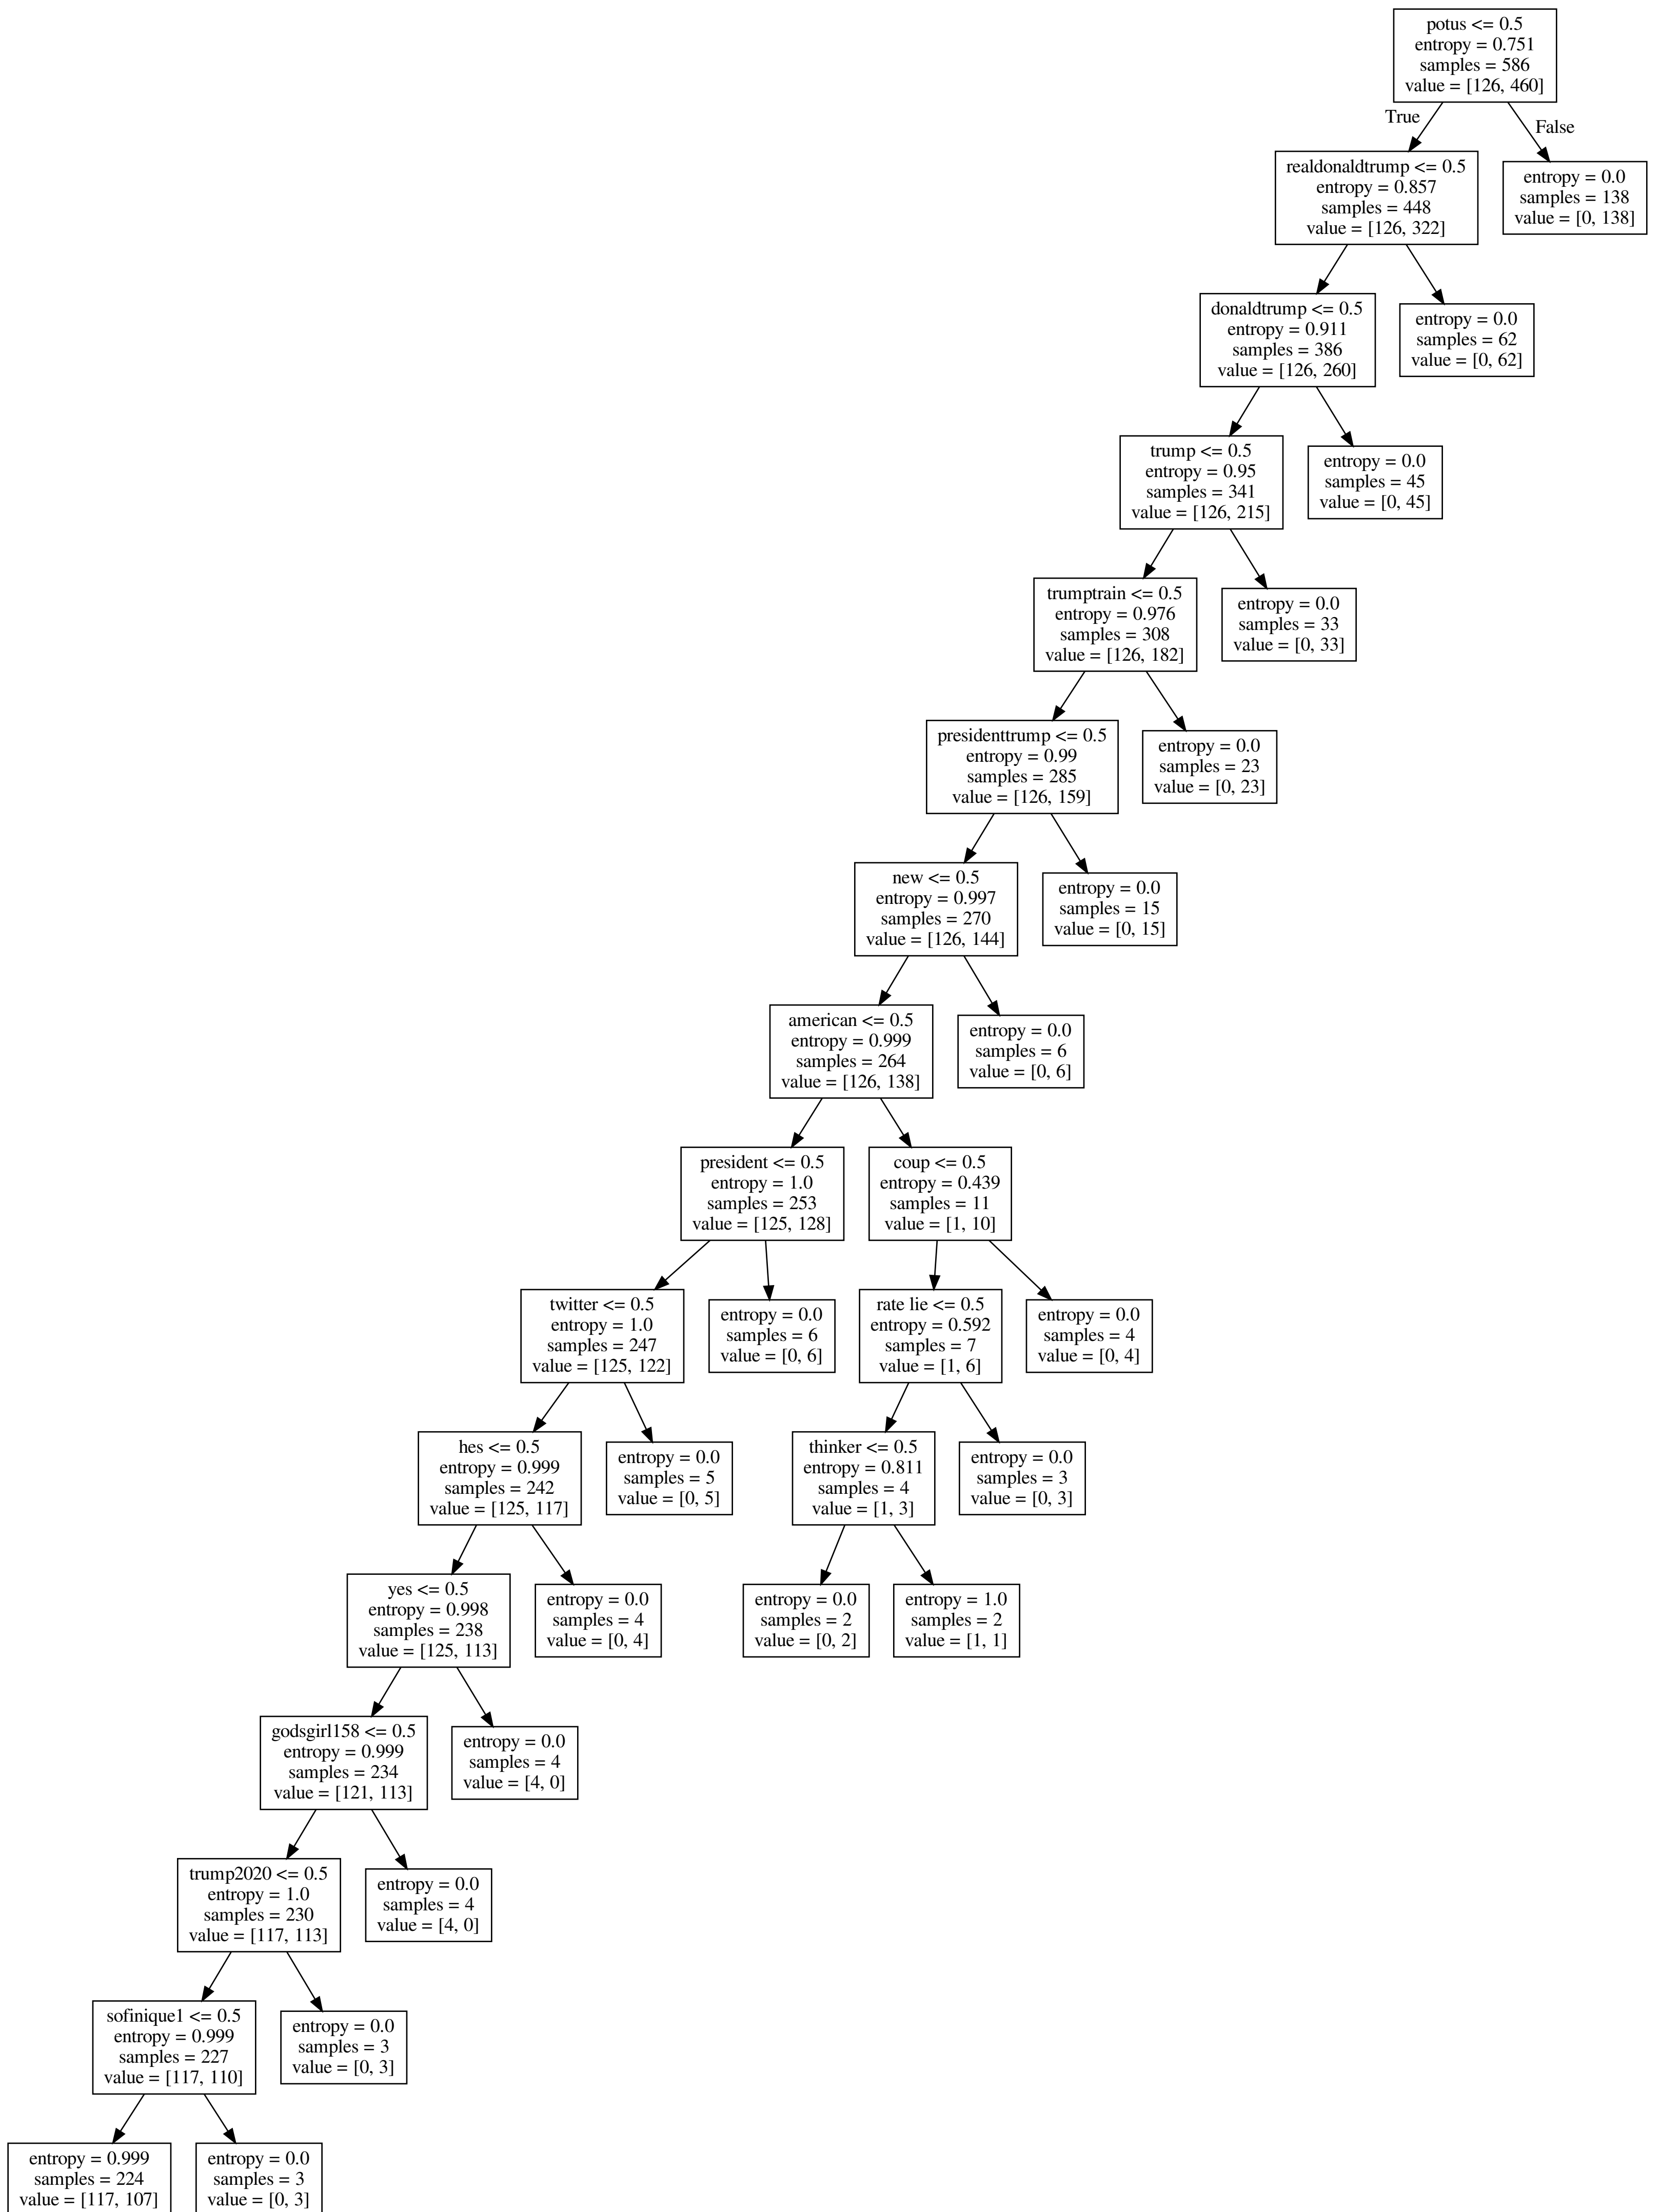 potus <= 0.5
entropy = 0.751
samples = 586
value = [126, 460]
True
False
realdonaldtrump <= 0.5
entropy = 0.857
samples = 448
value = [126, 322]
entropy = 0.0
samples = 138
value = [0, 138]
donaldtrump <= 0.5
entropy = 0.911
samples = 386
value = [126, 260]
entropy = 0.0
samples = 62
value = [0, 62]
trump <= 0.5
entropy = 0.95
samples = 341
value = [126, 215]
entropy = 0.0
samples = 45
value = [0, 45]
trumptrain <= 0.5
entropy = 0.976
samples = 308
value = [126, 182]
entropy = 0.0
samples = 33
value = [0, 33]
presidenttrump <= 0.5
entropy = 0.99
samples = 285
value = [126, 159]
entropy = 0.0
samples = 23
value = [0, 23]
new <= 0.5
entropy = 0.997
samples = 270
value = [126, 144]
entropy = 0.0
samples = 15
value = [0, 15]
american <= 0.5
entropy = 0.999
samples = 264
value = [126, 138]
entropy = 0.0
samples = 6
value = [0, 6]
president <= 0.5
entropy = 1.0
samples = 253
value = [125, 128]
coup <= 0.5
entropy = 0.439
samples = 11
value = [1, 10]
twitter <= 0.5
entropy = 1.0
samples = 247
value = [125, 122]
entropy = 0.0
samples = 6
value = [0, 6]
rate lie <= 0.5
entropy = 0.592
samples = 7
value = [1, 6]
entropy = 0.0
samples = 4
value = [0, 4]
hes <= 0.5
entropy = 0.999
samples = 242
value = [125, 117]
entropy = 0.0
samples = 5
value = [0, 5]
thinker <= 0.5
entropy = 0.811
samples = 4
value = [1, 3]
entropy = 0.0
samples = 3
value = [0, 3]
yes <= 0.5
entropy = 0.998
samples = 238
value = [125, 113]
entropy = 0.0
samples = 4
value = [0, 4]
entropy = 0.0
samples = 2
value = [0, 2]
entropy = 1.0
samples = 2
value = [1, 1]
godsgirl158 <= 0.5
entropy = 0.999
samples = 234
value = [121, 113]
entropy = 0.0
samples = 4
value = [4, 0]
trump2020 <= 0.5
entropy = 1.0
samples = 230
value = [117, 113]
entropy = 0.0
samples = 4
value = [4, 0]
sofinique1 <= 0.5
entropy = 0.999
samples = 227
value = [117, 110]
entropy = 0.0
samples = 3
value = [0, 3]
entropy = 0.999
samples = 224
value = [117, 107]
entropy = 0.0
samples = 3
value = [0, 3]